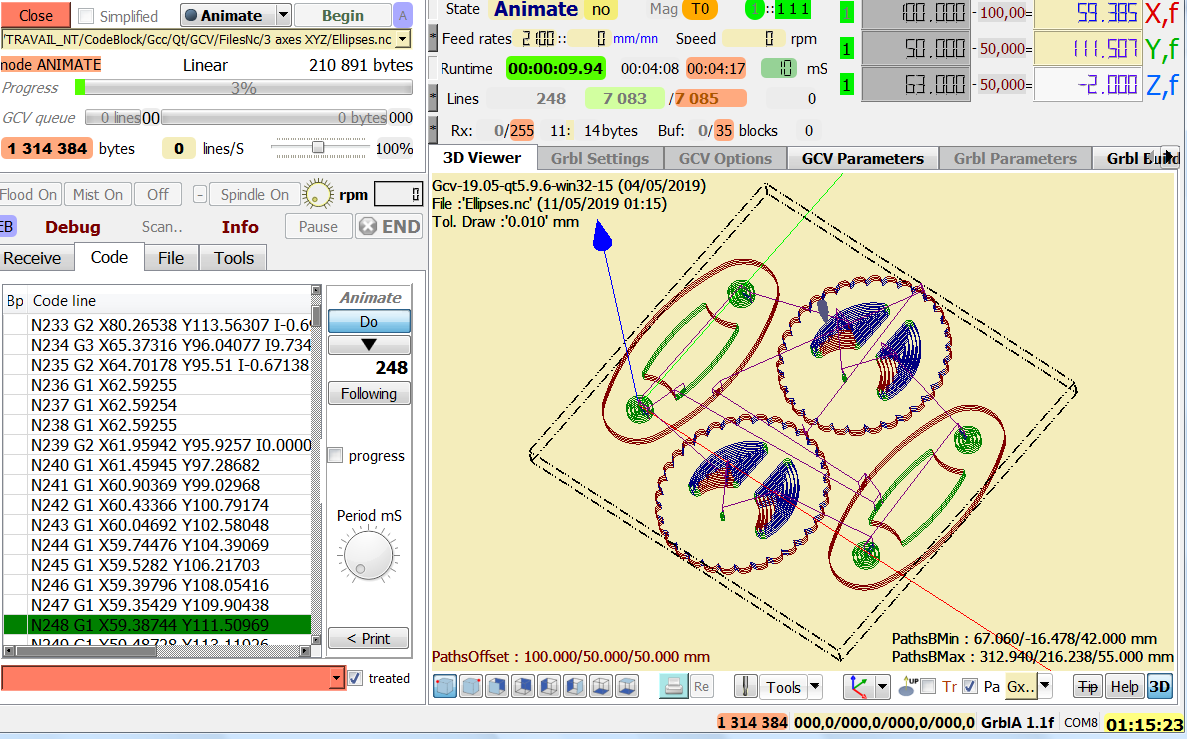 Close Simplified Animate Begin A
TRAVAIL_NT/CodeBlock/Gcc/Qt/GCV/FilesNc/3 axes XYZ/Ellipses.nc
node ANIMATE Linear 210 891 bytes
Progress 3%
GCV queue 0 lines 00 0 bytes 000
1 314 384 bytes 0 lines/S 100%
Flood On Mist On Off - Spindle On rpm 0
EB Debug Scan.. Info Pause END
Receive Code File Tools
Bp Code line
N233 G2 X80.26538 Y113.56307 I-0.6
N234 G3 X65.37316 Y96.04077 I9.734
N235 G2 X64.70178 Y95.51 I-0.67138
N236 G1 X62.59255
N237 G1 X62.59254
N238 G1 X62.59255
N239 G2 X61.95942 Y95.9257 I0.0000
N240 G1 X61.45945 Y97.28682
N241 G1 X60.90369 Y99.02968
N242 G1 X60.43366 Y100.79174
N243 G1 X60.04692 Y102.58048
N244 G1 X59.74476 Y104.39069
N245 G1 X59.5282 Y106.21703
N246 G1 X59.39796 Y108.05416
N247 G1 X59.35429 Y109.90438
N248 G1 X59.38744 Y111.50969
N249 G1 X59.48728 Y113.11026
Animate
Do
248
Following
progress
Period mS
< Print
treated
State Animate no Mag T0 1::111
* Feed rates 2100:: 0 mm/mn Speed 0 rpm
Runtime 00:00:09.94 00:04:08 00:04:17 10 mS
* Lines 248 7 083 /7 085 0
* Rx: 0/255 11: 14bytes Buf: 0/35 blocks 0
1 100.000 - 100,00= 59.385 X,f
1 50.000 - 50,000= 111.507 Y,f
1 63.000 - 50,000= -2.000 Z,f
3D Viewer Grbl Settings GCV Options GCV Parameters Grbl Parameters Grbl Build
Gcv-19.05-qt5.9.6-win32-15 (04/05/2019)
File :'Ellipses.nc' (11/05/2019 01:15)
Tol. Draw :'0.010' mm
PathsOffset : 100.000/50.000/50.000 mm
PathsBMin : 67.060/-16.478/42.000 mm
PathsBMax : 312.940/216.238/55.000 mm
Re Tools UP Tr Pa Gx.. Tip Help 3D
1 314 384 000,0/000,0/000,0/000,0 GrblA 1.1f COM8 01:15:23